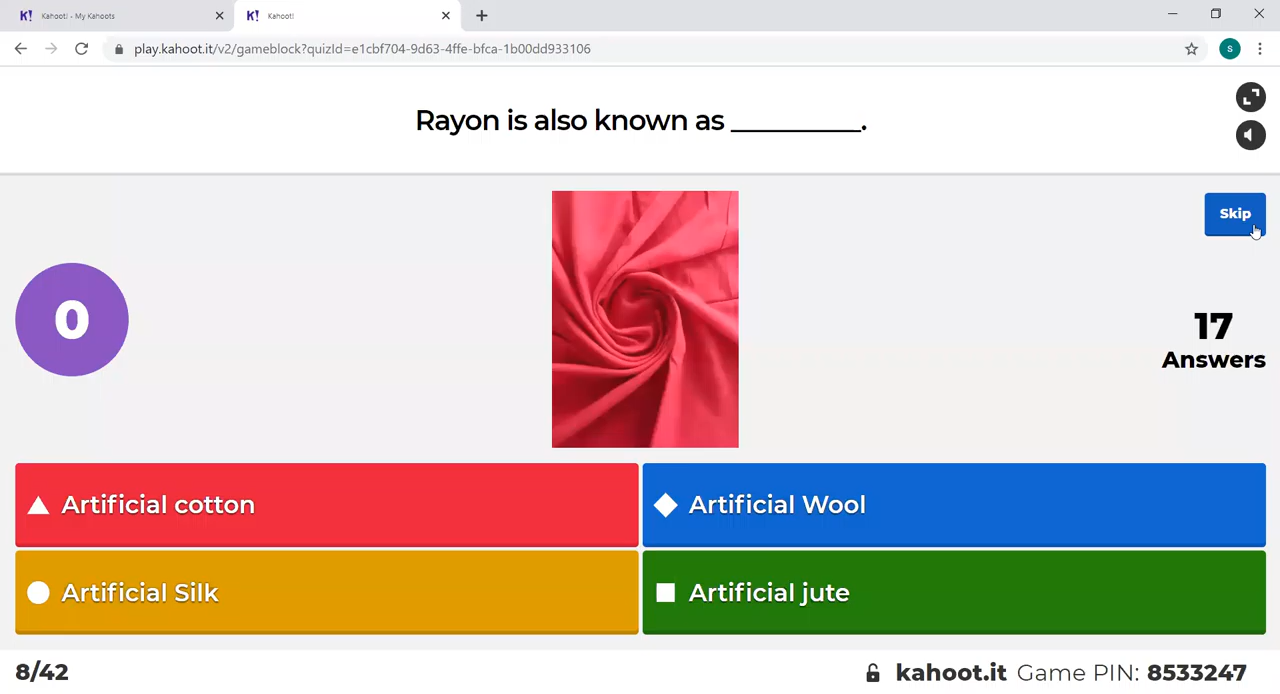 K! Kahoot! - My Kahoots
K! Kahoot!
play.kahoot.it/v2/gameblock?quizId=e1cbf704-9d63-4ffe-bfca-1b00dd933106
S
Rayon is also known as _________.
Skip
0
17
Answers
Artificial cotton
Artificial Wool
Artificial Silk
Artificial jute
8/42
kahoot.it Game PIN: 8533247